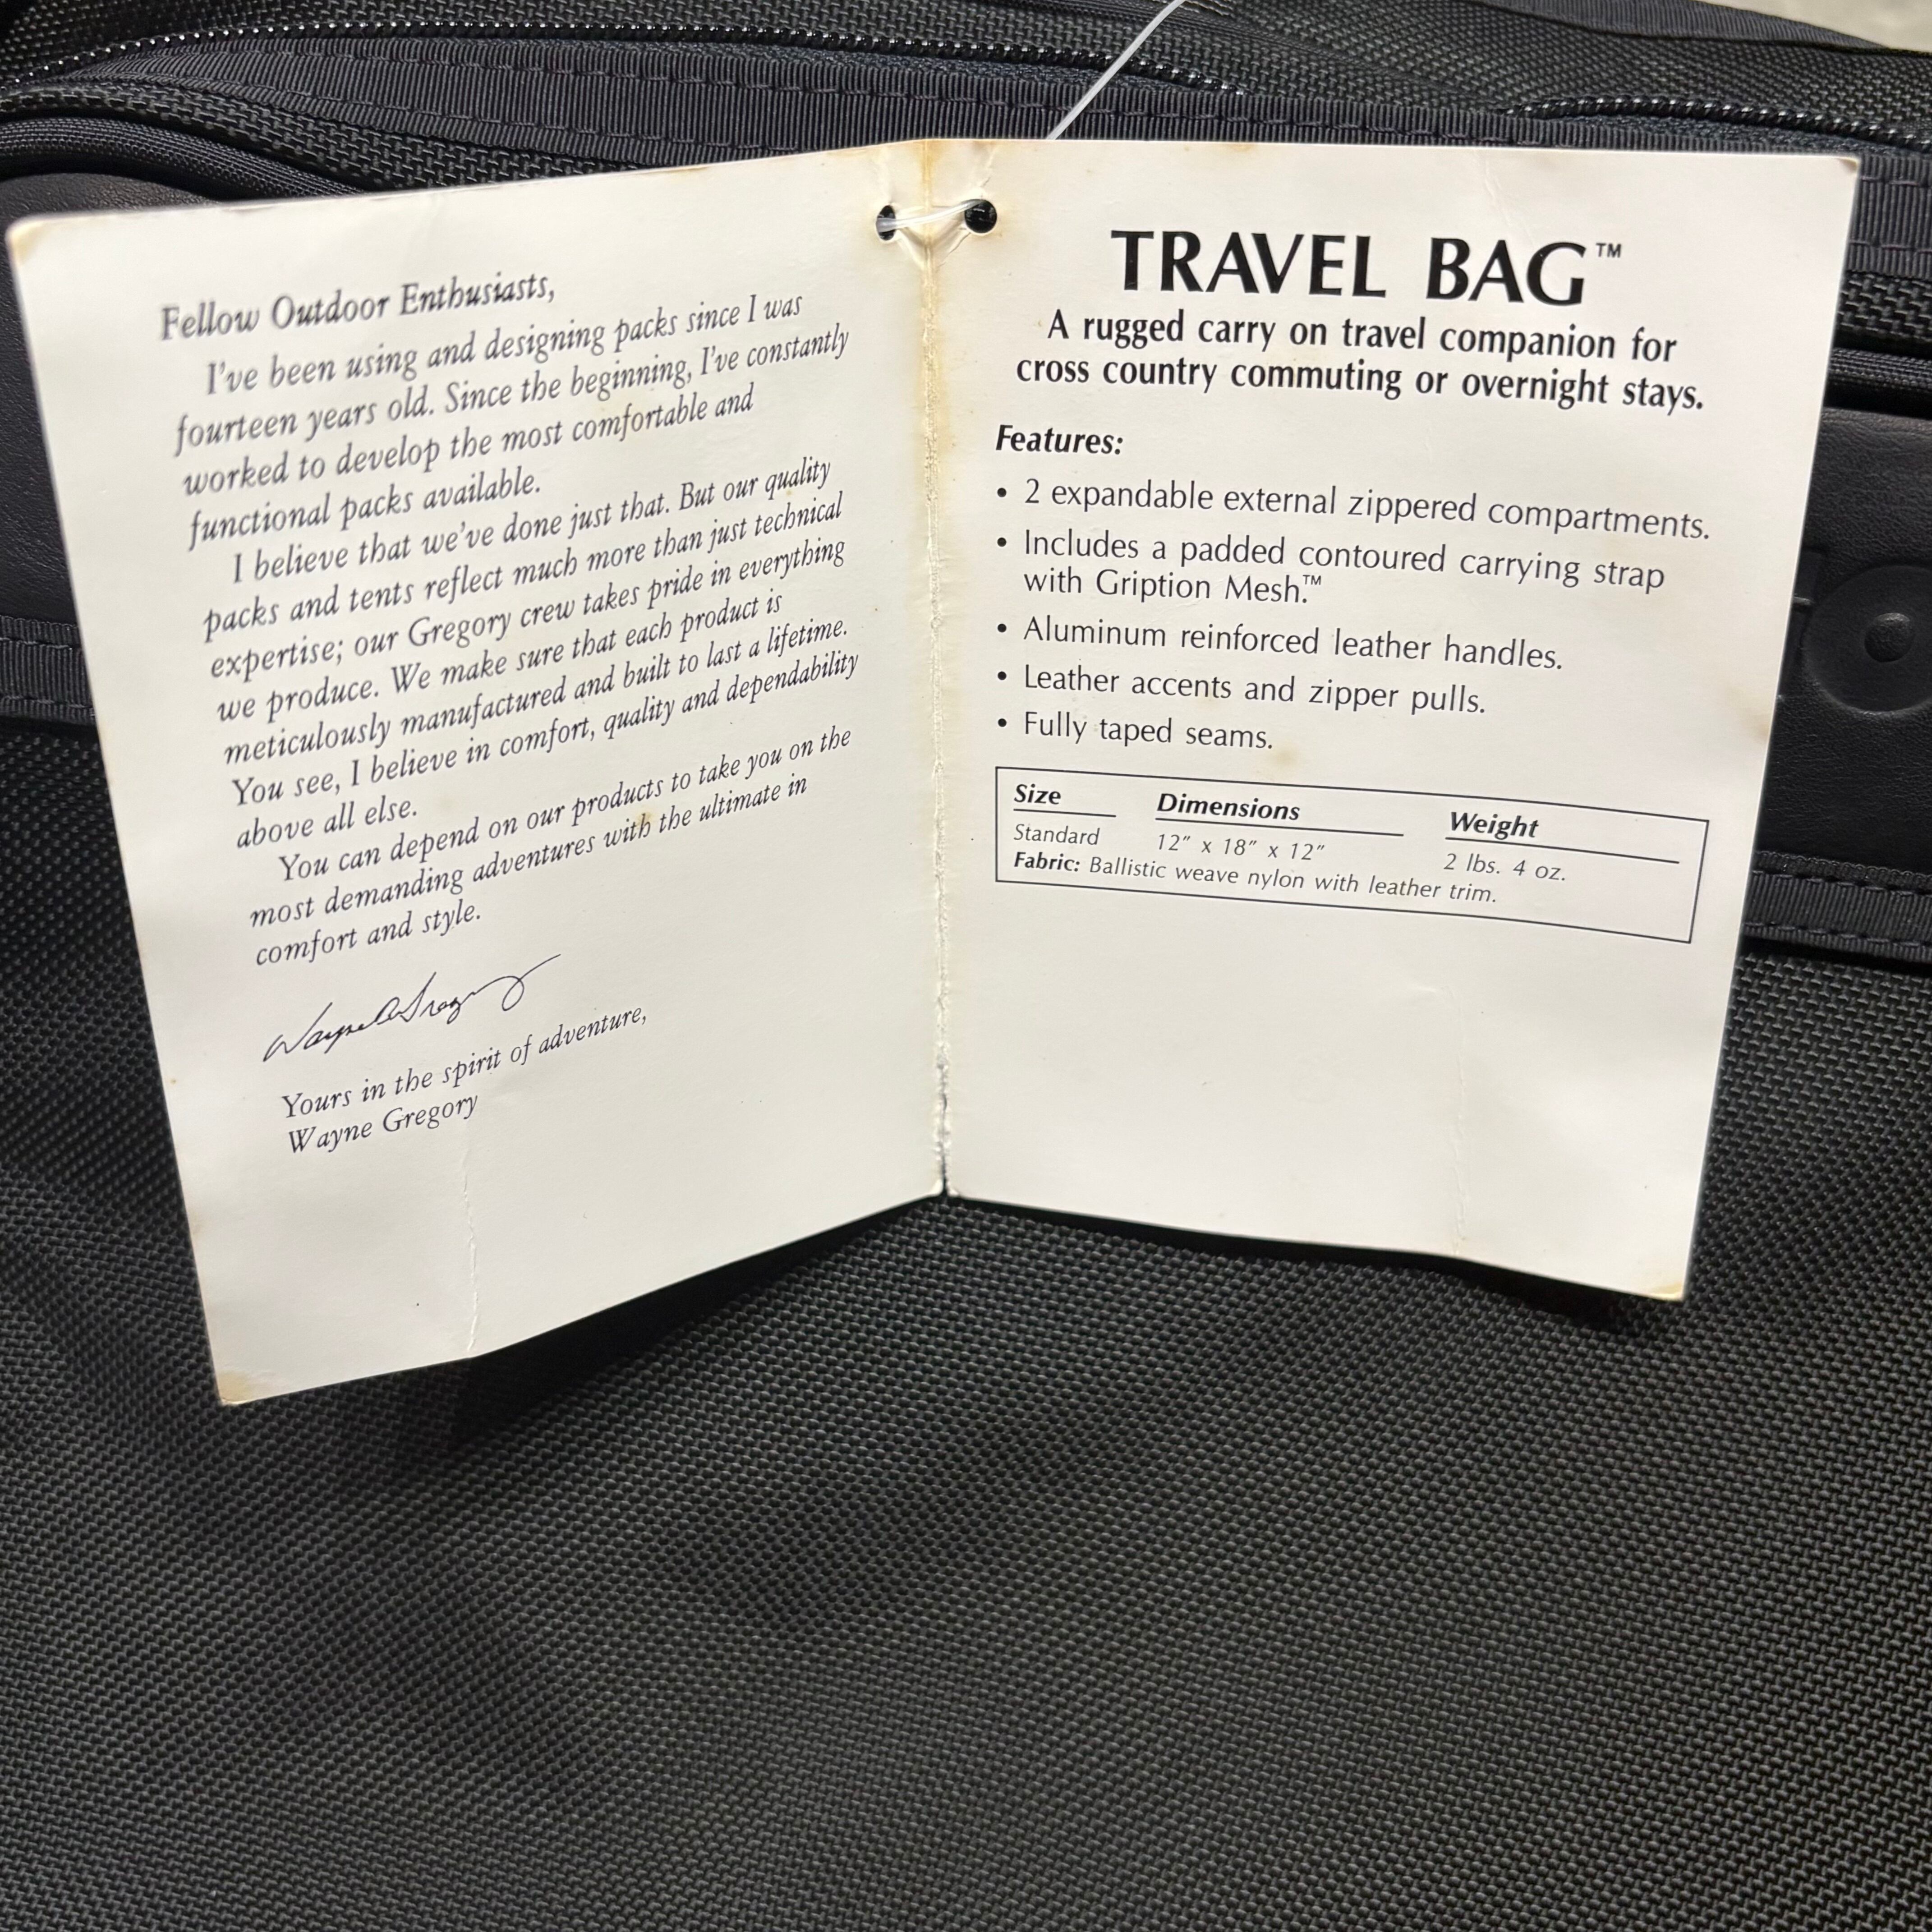 Fellow Outdoor Enthusiasts,
I've been using and designing packs since I was
fourteen years old. Since the beginning, I've constantly
worked to develop the most comfortable and
functional packs available.
I believe that we've done just that. But our quality
packs and tents reflect much more than just technical
expertise; our Gregory crew takes pride in everything
we produce. We make sure that each product is
meticulously manufactured and built to last a lifetime.
You see, I believe in comfort, quality and dependability
above all else.
You can depend on our products to take you on the
most demanding adventures with the ultimate in
comfort and style.
Wayne Gregory
Yours in the spirit of adventure,
Wayne Gregory
TRAVEL BAG™
A rugged carry on travel companion for
cross country commuting or overnight stays.
Features:
• 2 expandable external zippered compartments.
• Includes a padded contoured carrying strap
with Gription Mesh.™
• Aluminum reinforced leather handles.
• Leather accents and zipper pulls.
• Fully taped seams.
Size Dimensions Weight
Standard 12" x 18" x 12" 2 lbs. 4 oz.
Fabric: Ballistic weave nylon with leather trim.